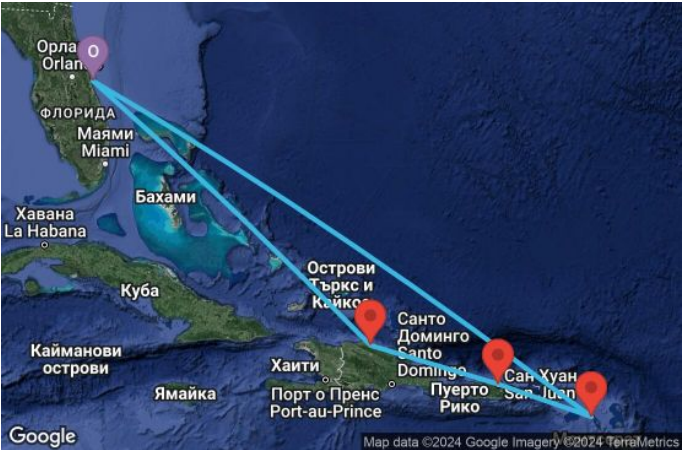 O
Орла
Orlan
ФЛОРИДА
Маями
Miami
Бахами
Хавана
La Habana
Куба
Острови
Търкс и
Кайкос
Санто
Доминго
Santo
Domingo
Кайманови
острови
Хаити
Ямайка
Порт о Пренс
Port-au-Prince
Пуерто
Рико
Сан Хуан
San Juan
Google
Map data ©2024 Google Imagery ©2024 TerraMetrics